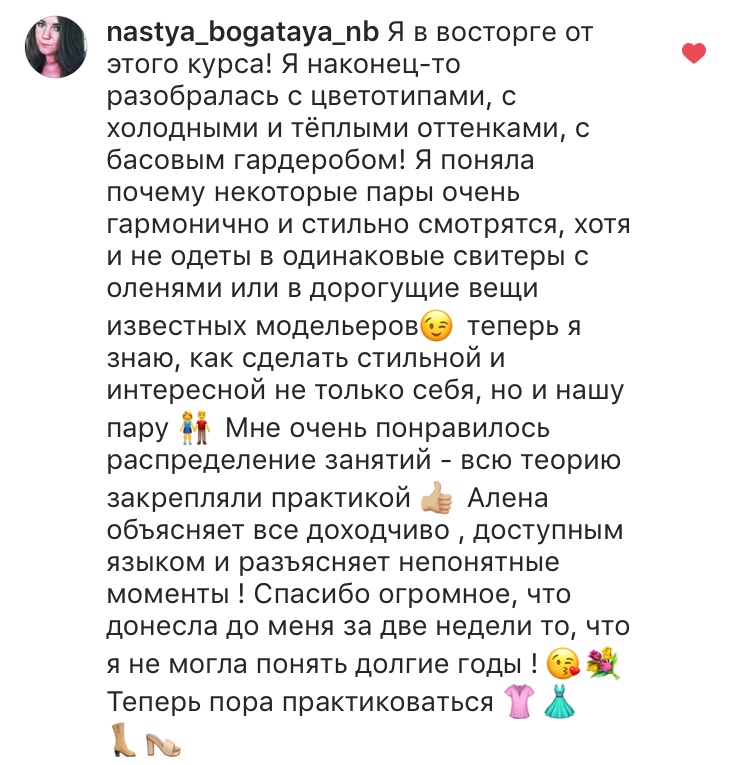 nastya_bogataya_nb Я в восторге от
этого курса! Я наконец-то
разобралась с цветотипами, с
холодными и тёплыми оттенками, с
басовым гардеробом! Я поняла
почему некоторые пары очень
гармонично и стильно смотрятся, хотя
и не одеты в одинаковые свитеры с
оленями или в дорогущие вещи
известных модельеров😉 теперь я
знаю, как сделать стильной и
интересной не только себя, но и нашу
пару 👫 Мне очень понравилось
распределение занятий - всю теорию
закрепляли практикой 👍🏼 Алена
объясняет все доходчиво , доступным
языком и разъясняет непонятные
моменты ! Спасибо огромное, что
донесла до меня за две недели то, что
я не могла понять долгие годы ! 😘💐
Теперь пора практиковаться 👚👗
👢👡